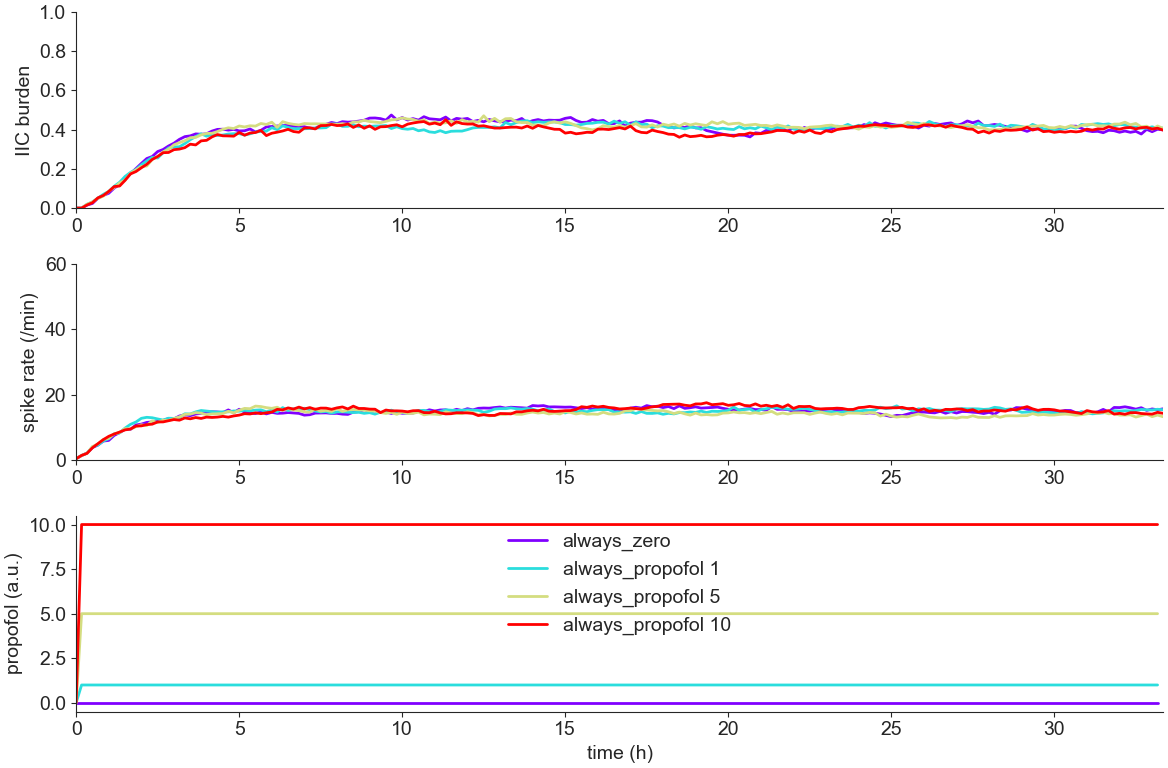 IIC burden
1.0
0.8
0.6
0.4
0.2
0.0
0 5 10 15 20 25 30
spike rate (/min)
60
40
20
0
0 5 10 15 20 25 30
propofol (a.u.)
10.0
7.5
5.0
2.5
0.0
always_zero
always_propofol 1
always_propofol 5
always_propofol 10
0 5 10 15 20 25 30
time (h)